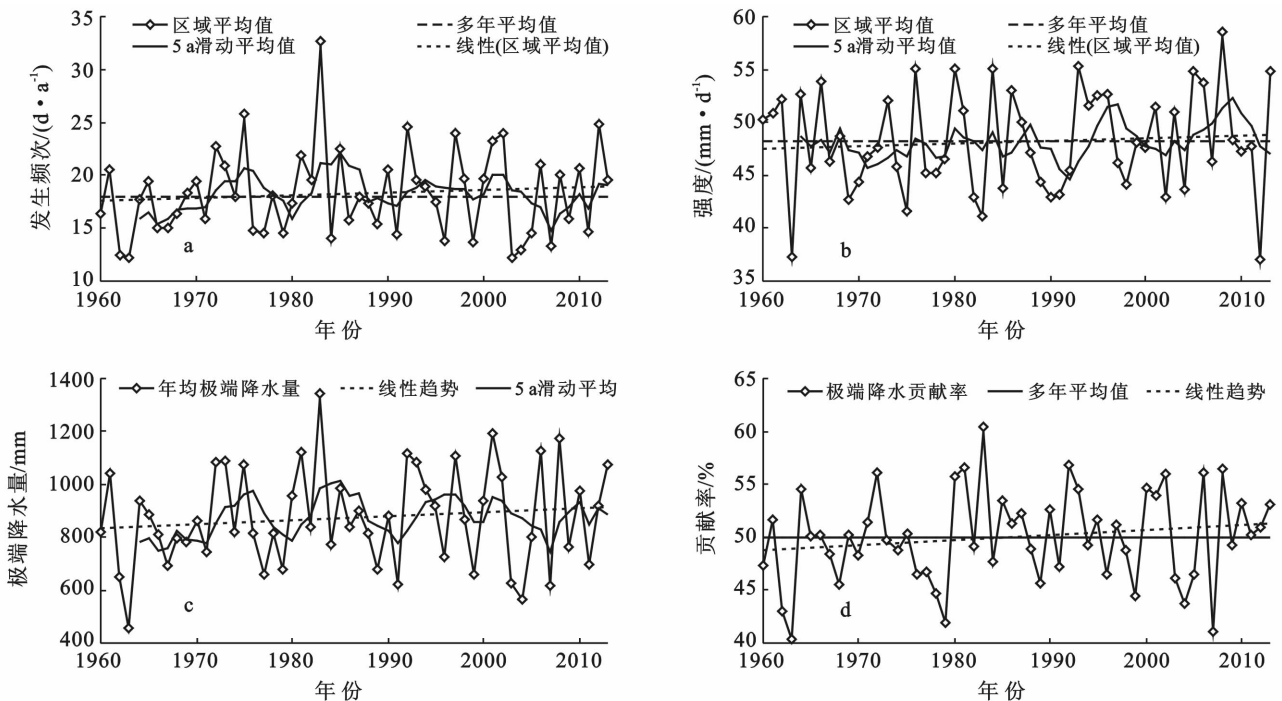 35
30
25
20
15
10
发生频次/(d·a⁻¹)
区域平均值
多年平均值
5 a滑动平均值
线性(区域平均值)
a
1960 1970 1980 1990 2000 2010
年份
60
55
50
45
40
35
强度/(mm·d⁻¹)
区域平均值
多年平均值
5 a滑动平均值
线性(区域平均值)
b
1960 1970 1980 1990 2000 2010
年份
1400
1200
1000
800
600
400
极端降水量/mm
年均极端降水量
线性趋势
5 a滑动平均
c
1960 1970 1980 1990 2000 2010
年份
65
60
55
50
45
40
贡献率/%
极端降水贡献率
多年平均值
线性趋势
d
1960 1970 1980 1990 2000 2010
年份